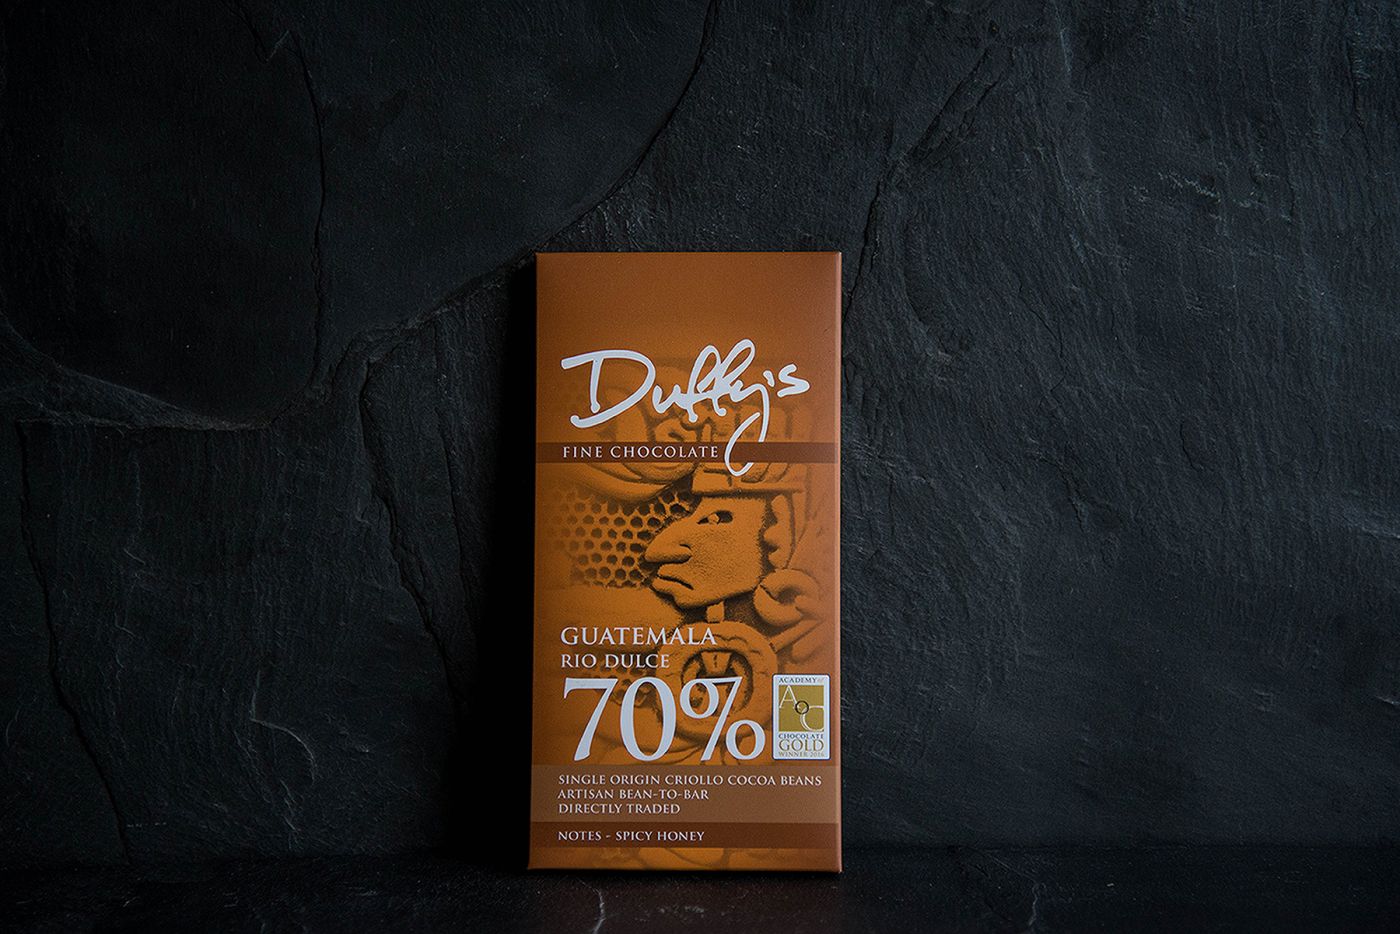 Duffy's
FINE CHOCOLATE
GUATEMALA
RIO DULCE
70%
ACADEMY of
AoC
CHOCOLATE
GOLD
WINNER 2016
SINGLE ORIGIN CRIOLLO COCOA BEANS
ARTISAN BEAN-TO-BAR
DIRECTLY TRADED
NOTES - SPICY HONEY